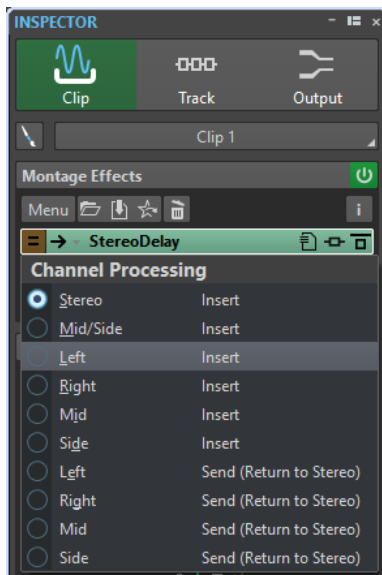 INSPECTOR
Clip Track Output
Clip 1
Montage Effects
Menu
StereoDelay
Channel Processing
Stereo Insert
Mid/Side Insert
Left Insert
Right Insert
Mid Insert
Side Insert
Left Send (Return to Stereo)
Right Send (Return to Stereo)
Mid Send (Return to Stereo)
Side Send (Return to Stereo)